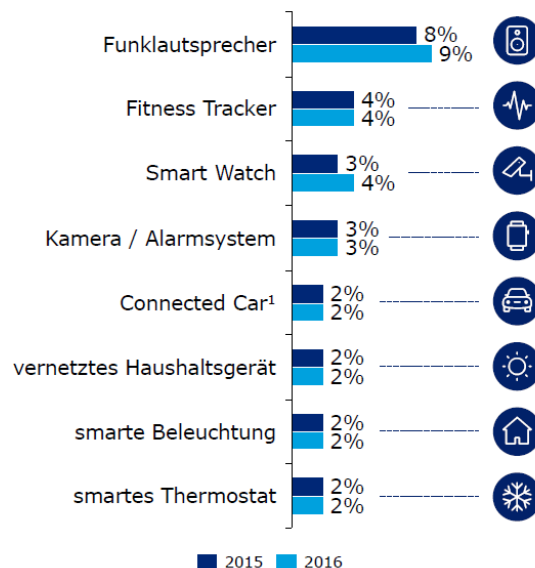 Funklautsprecher
8%
9%
Fitness Tracker
4%
4%
Smart Watch
3%
4%
Kamera / Alarmsystem
3%
3%
Connected Car¹
2%
2%
vernetztes Haushaltsgerät
2%
2%
smarte Beleuchtung
2%
2%
smartes Thermostat
2%
2%
2015 2016